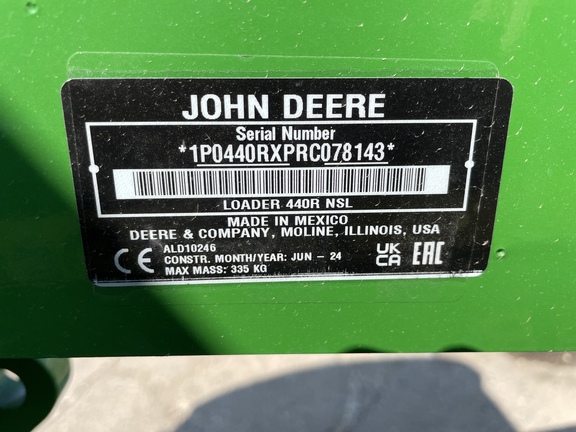 JOHN DEERE
Serial Number
*1P0440RXPRC078143*
LOADER 440R NSL
MADE IN MEXICO
DEERE & COMPANY, MOLINE, ILLINOIS, USA
ALD10246
CONSTR. MONTH/YEAR: JUN - 24
MAX MASS: 335 KG
CE
UK
CA
EAC